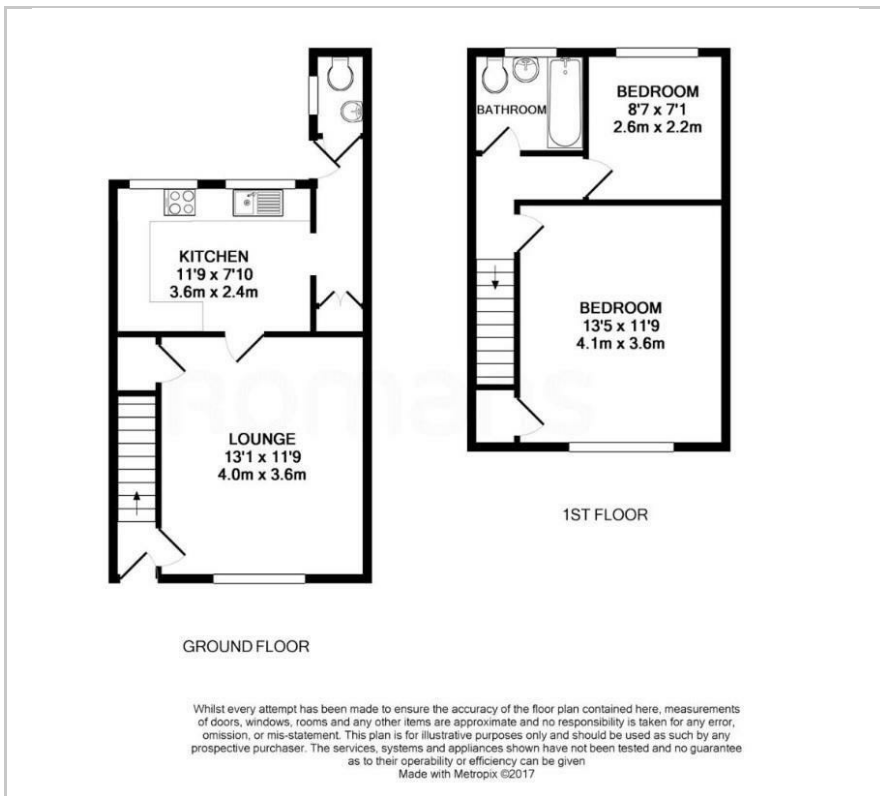 KITCHEN
11'9 x 7'10
3.6m x 2.4m
LOUNGE
13'1 x 11'9
4.0m x 3.6m
GROUND FLOOR
BATHROOM
BEDROOM
8'7 x 7'1
2.6m x 2.2m
BEDROOM
13'5 x 11'9
4.1m x 3.6m
1ST FLOOR
Romans
Whilst every attempt has been made to ensure the accuracy of the floor plan contained here, measurements
of doors, windows, rooms and any other items are approximate and no responsibility is taken for any error,
omission, or mis-statement. This plan is for illustrative purposes only and should be used as such by any
prospective purchaser. The services, systems and appliances shown have not been tested and no guarantee
as to their operability or efficiency can be given
Made with Metropix ©2017